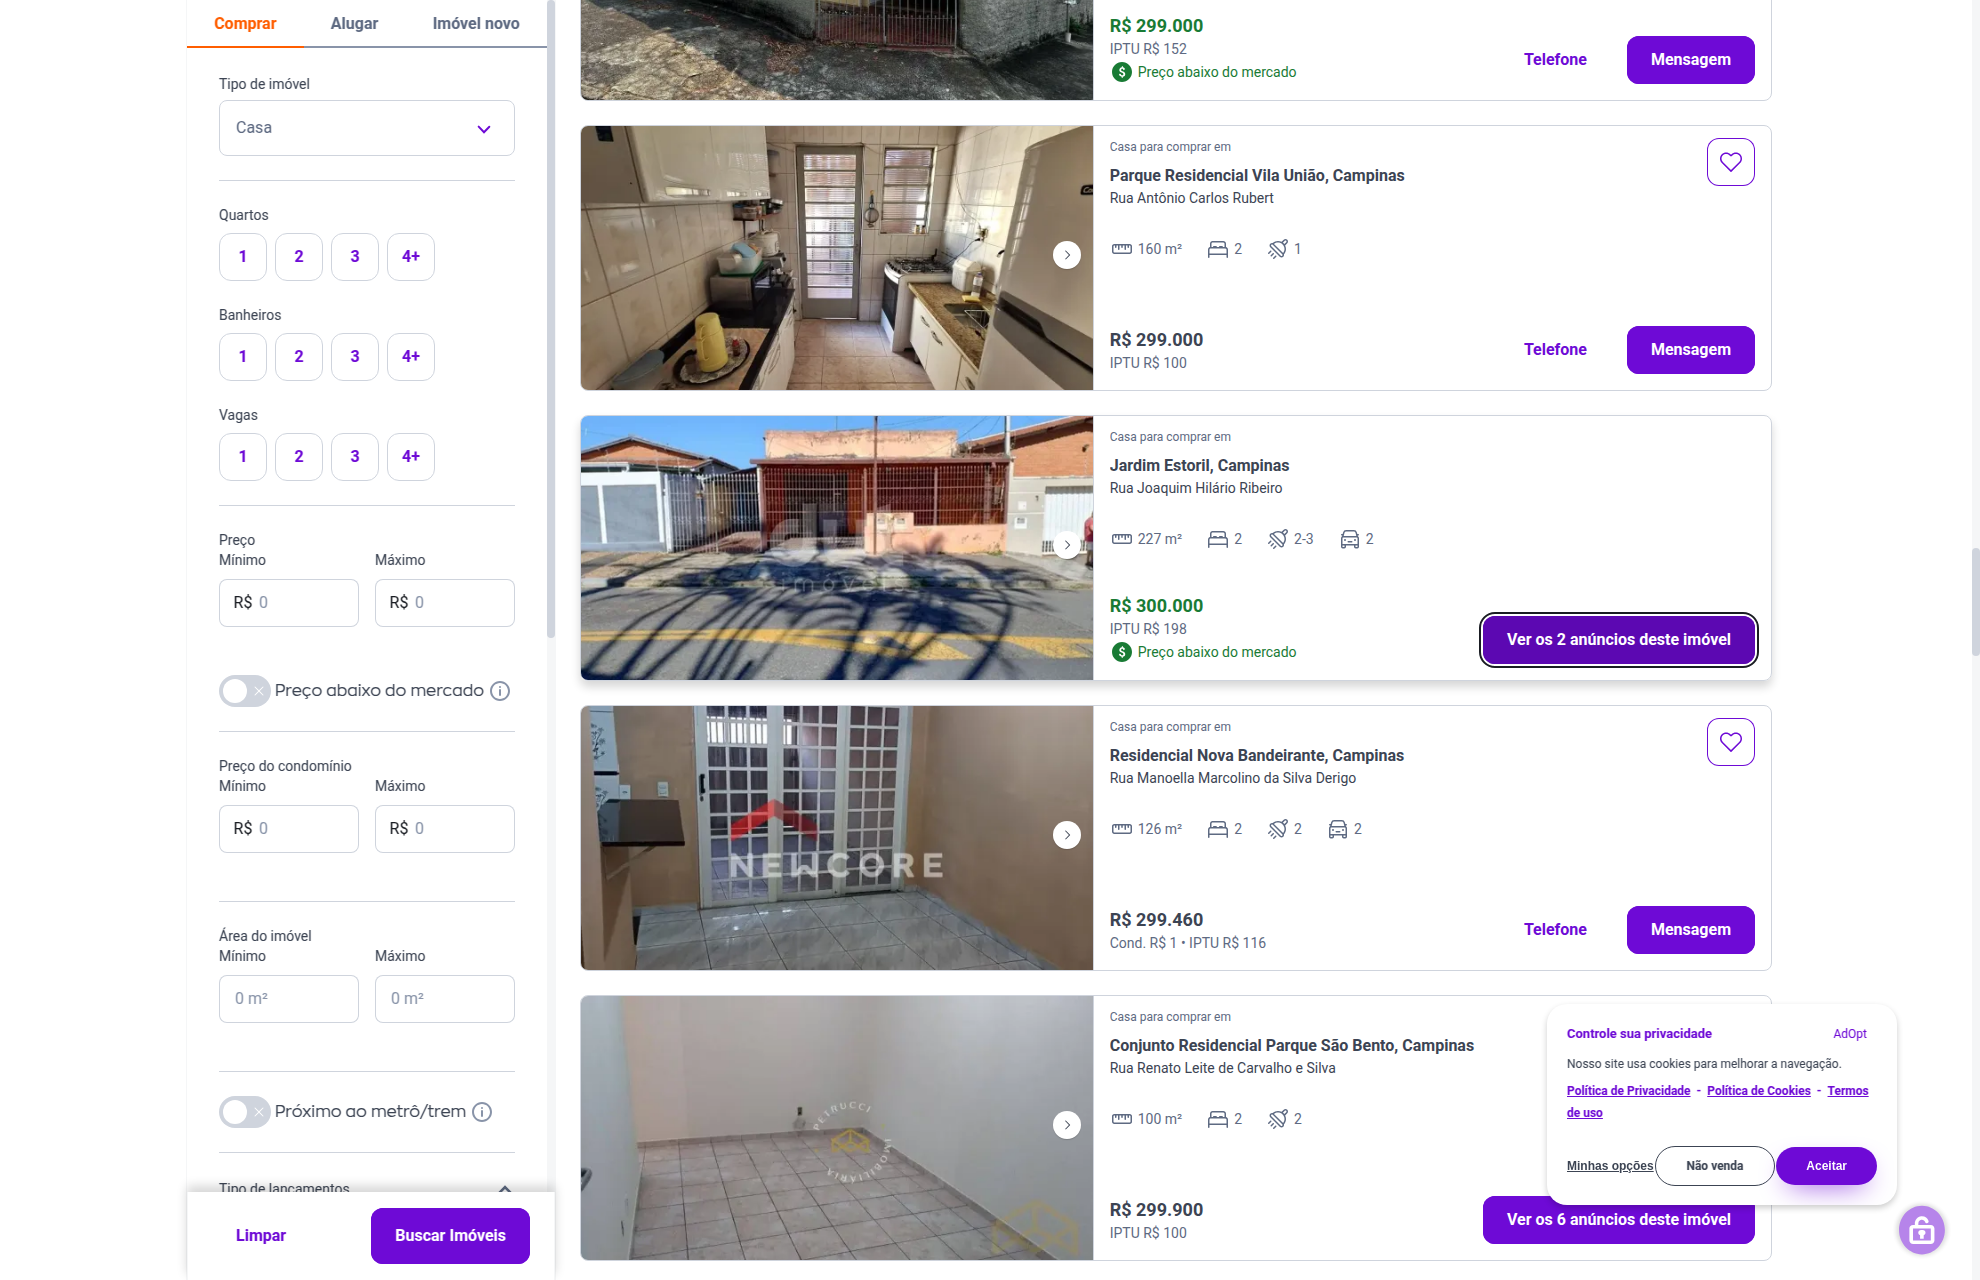 Comprar
Alugar
Imóvel novo
Tipo de imóvel
Casa
Quartos
1
2
3
4+
Banheiros
1
2
3
4+
Vagas
1
2
3
4+
Preço
Mínimo
Máximo
R$ 0
R$ 0
Preço abaixo do mercado
Preço do condomínio
Mínimo
Máximo
R$ 0
R$ 0
Área do imóvel
Mínimo
Máximo
0 m²
0 m²
Próximo ao metrô/trem
Tipo de lançamentos
Limpar
Buscar Imóveis
R$ 299.000
IPTU R$ 152
Preço abaixo do mercado
Telefone
Mensagem
Casa para comprar em
Parque Residencial Vila União, Campinas
Rua Antônio Carlos Rubert
160 m²
2
1
R$ 299.000
IPTU R$ 100
Telefone
Mensagem
imóveis
Casa para comprar em
Jardim Estoril, Campinas
Rua Joaquim Hilário Ribeiro
227 m²
2
2-3
2
R$ 300.000
IPTU R$ 198
Preço abaixo do mercado
Ver os 2 anúncios deste imóvel
NEWCORE
Casa para comprar em
Residencial Nova Bandeirante, Campinas
Rua Manoella Marcolino da Silva Derigo
126 m²
2
2
2
R$ 299.460
Cond. R$ 1 • IPTU R$ 116
Telefone
Mensagem
PETRUCCI
IMOBILIÁRIA
Casa para comprar em
Conjunto Residencial Parque São Bento, Campinas
Rua Renato Leite de Carvalho e Silva
100 m²
2
2
R$ 299.900
IPTU R$ 100
Ver os 6 anúncios deste imóvel
Controle sua privacidade
AdOpt
Nosso site usa cookies para melhorar a navegação.
Política de Privacidade - Política de Cookies - Termos
de uso
Minhas opções
Não venda
Aceitar